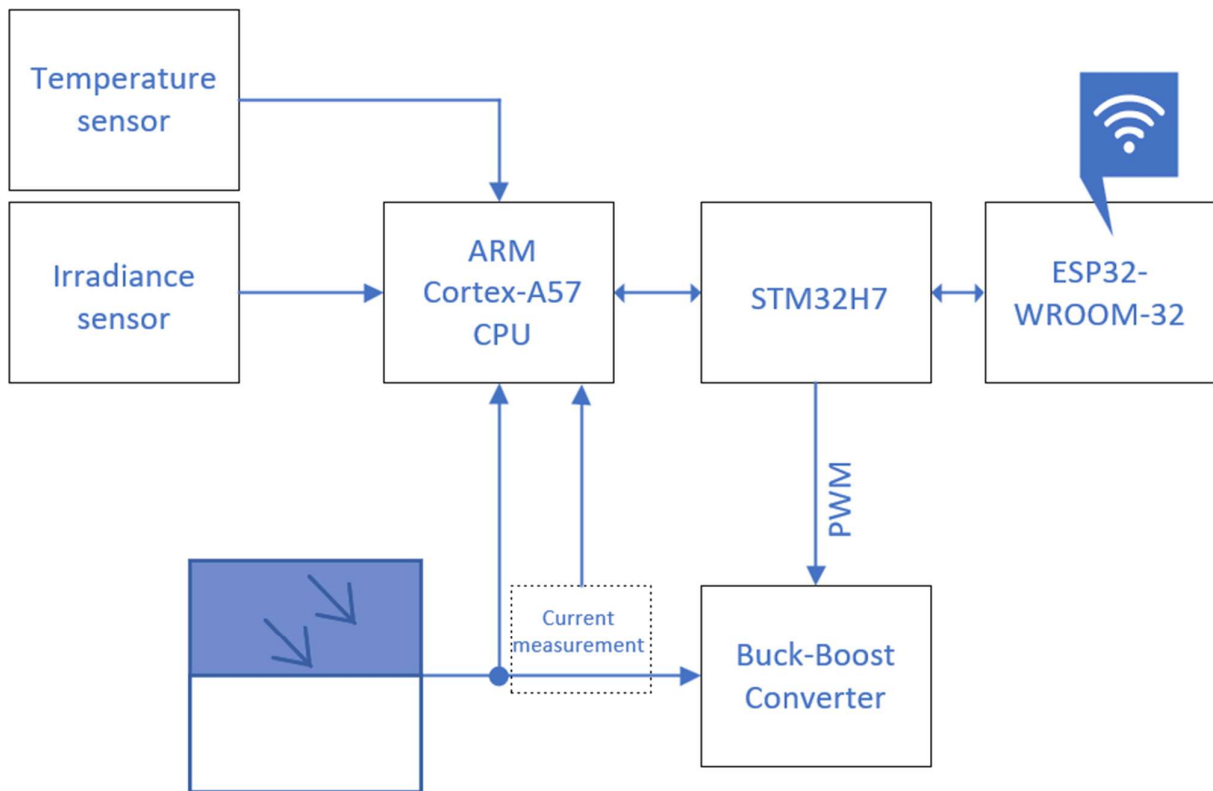 Temperature
sensor
Irradiance
sensor
ARM
Cortex-A57
CPU
STM32H7
ESP32-
WROOM-32
PWM
Current
measurement
Buck-Boost
Converter